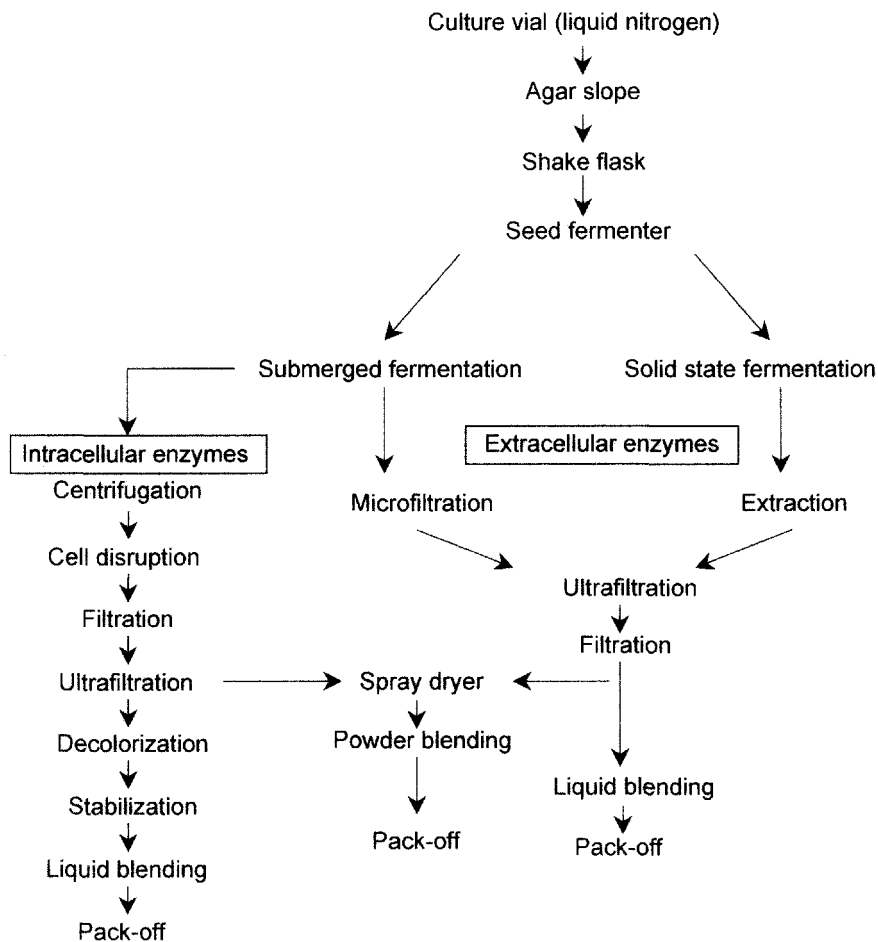 Culture vial (liquid nitrogen)
Agar slope
Shake flask
Seed fermenter
Submerged fermentation
Solid state fermentation
Intracellular enzymes
Extracellular enzymes
Centrifugation
Microfiltration
Extraction
Cell disruption
Ultrafiltration
Filtration
Filtration
Ultrafiltration
Spray dryer
Decolorization
Powder blending
Stabilization
Liquid blending
Pack-off
Pack-off
Liquid blending
Pack-off